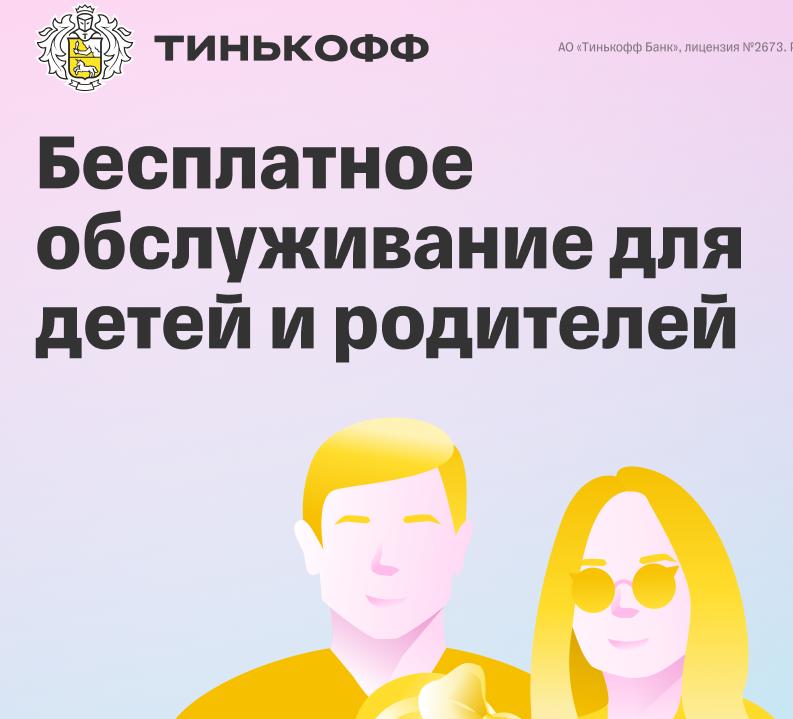 ТИНЬКОФФ
АО «Тинькофф Банк», лицензия №2673.
Бесплатное
обслуживание для
детей и родителей